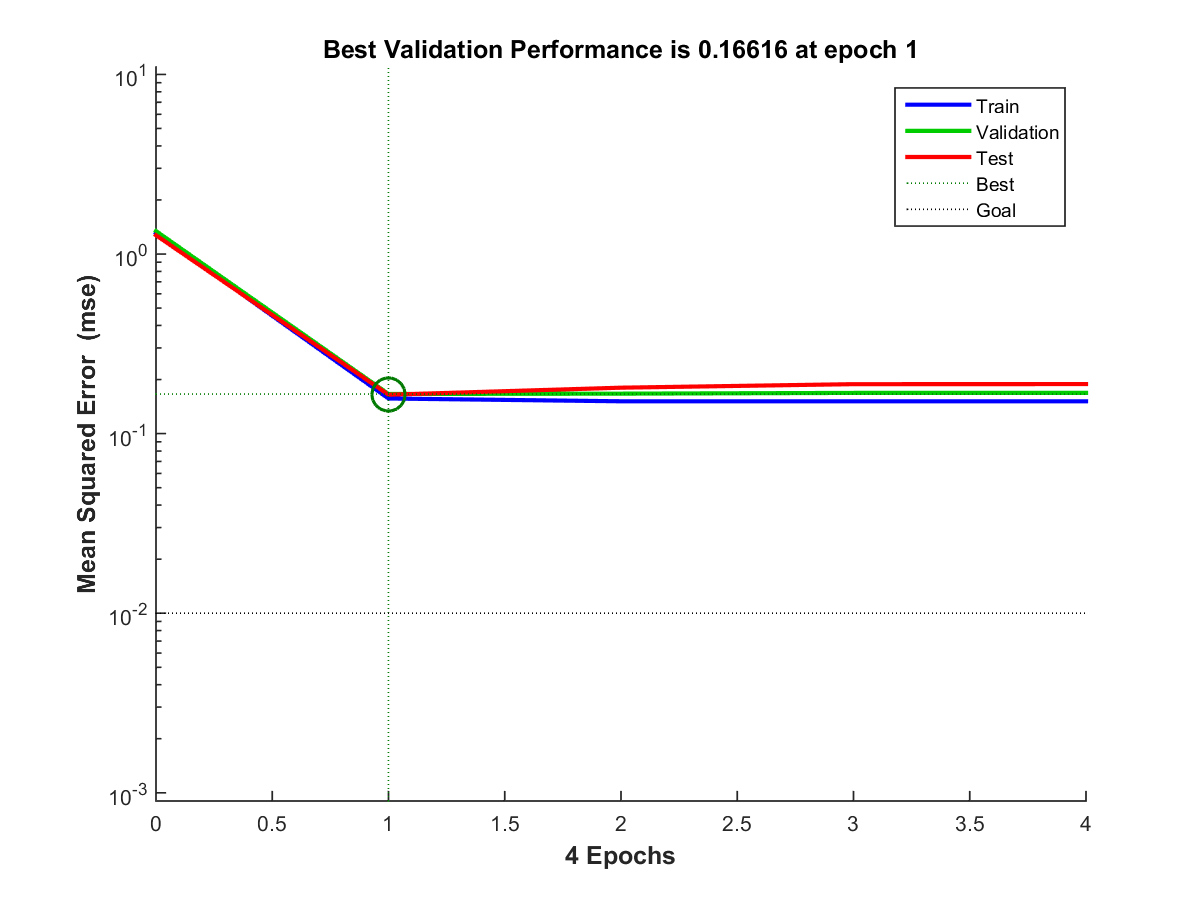 Best Validation Performance is 0.16616 at epoch 1
Train
Validation
Test
Best
Goal
Mean Squared Error  (mse)
10^1
10^0
10^-1
10^-2
10^-3
0 0.5 1 1.5 2 2.5 3 3.5 4
4 Epochs